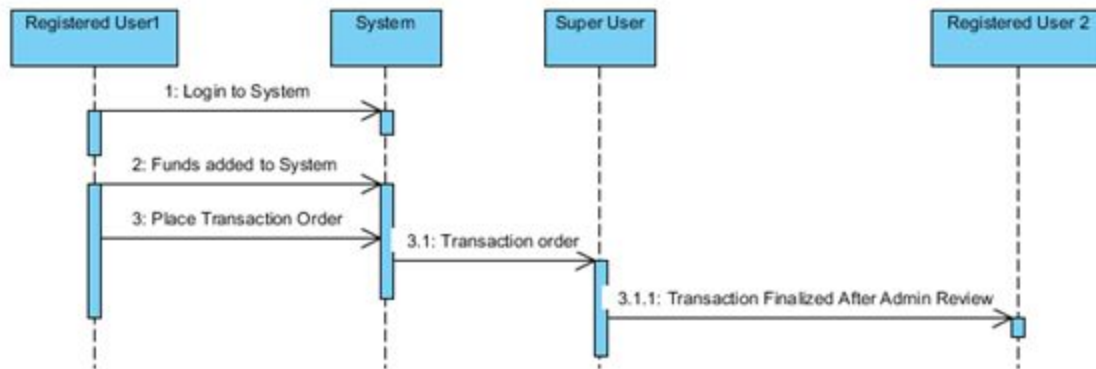 Registered User1
System
Super User
Registered User 2
1: Login to System
2: Funds added to System
3: Place Transaction Order
3.1: Transaction order
3.1.1: Transaction Finalized After Admin Review